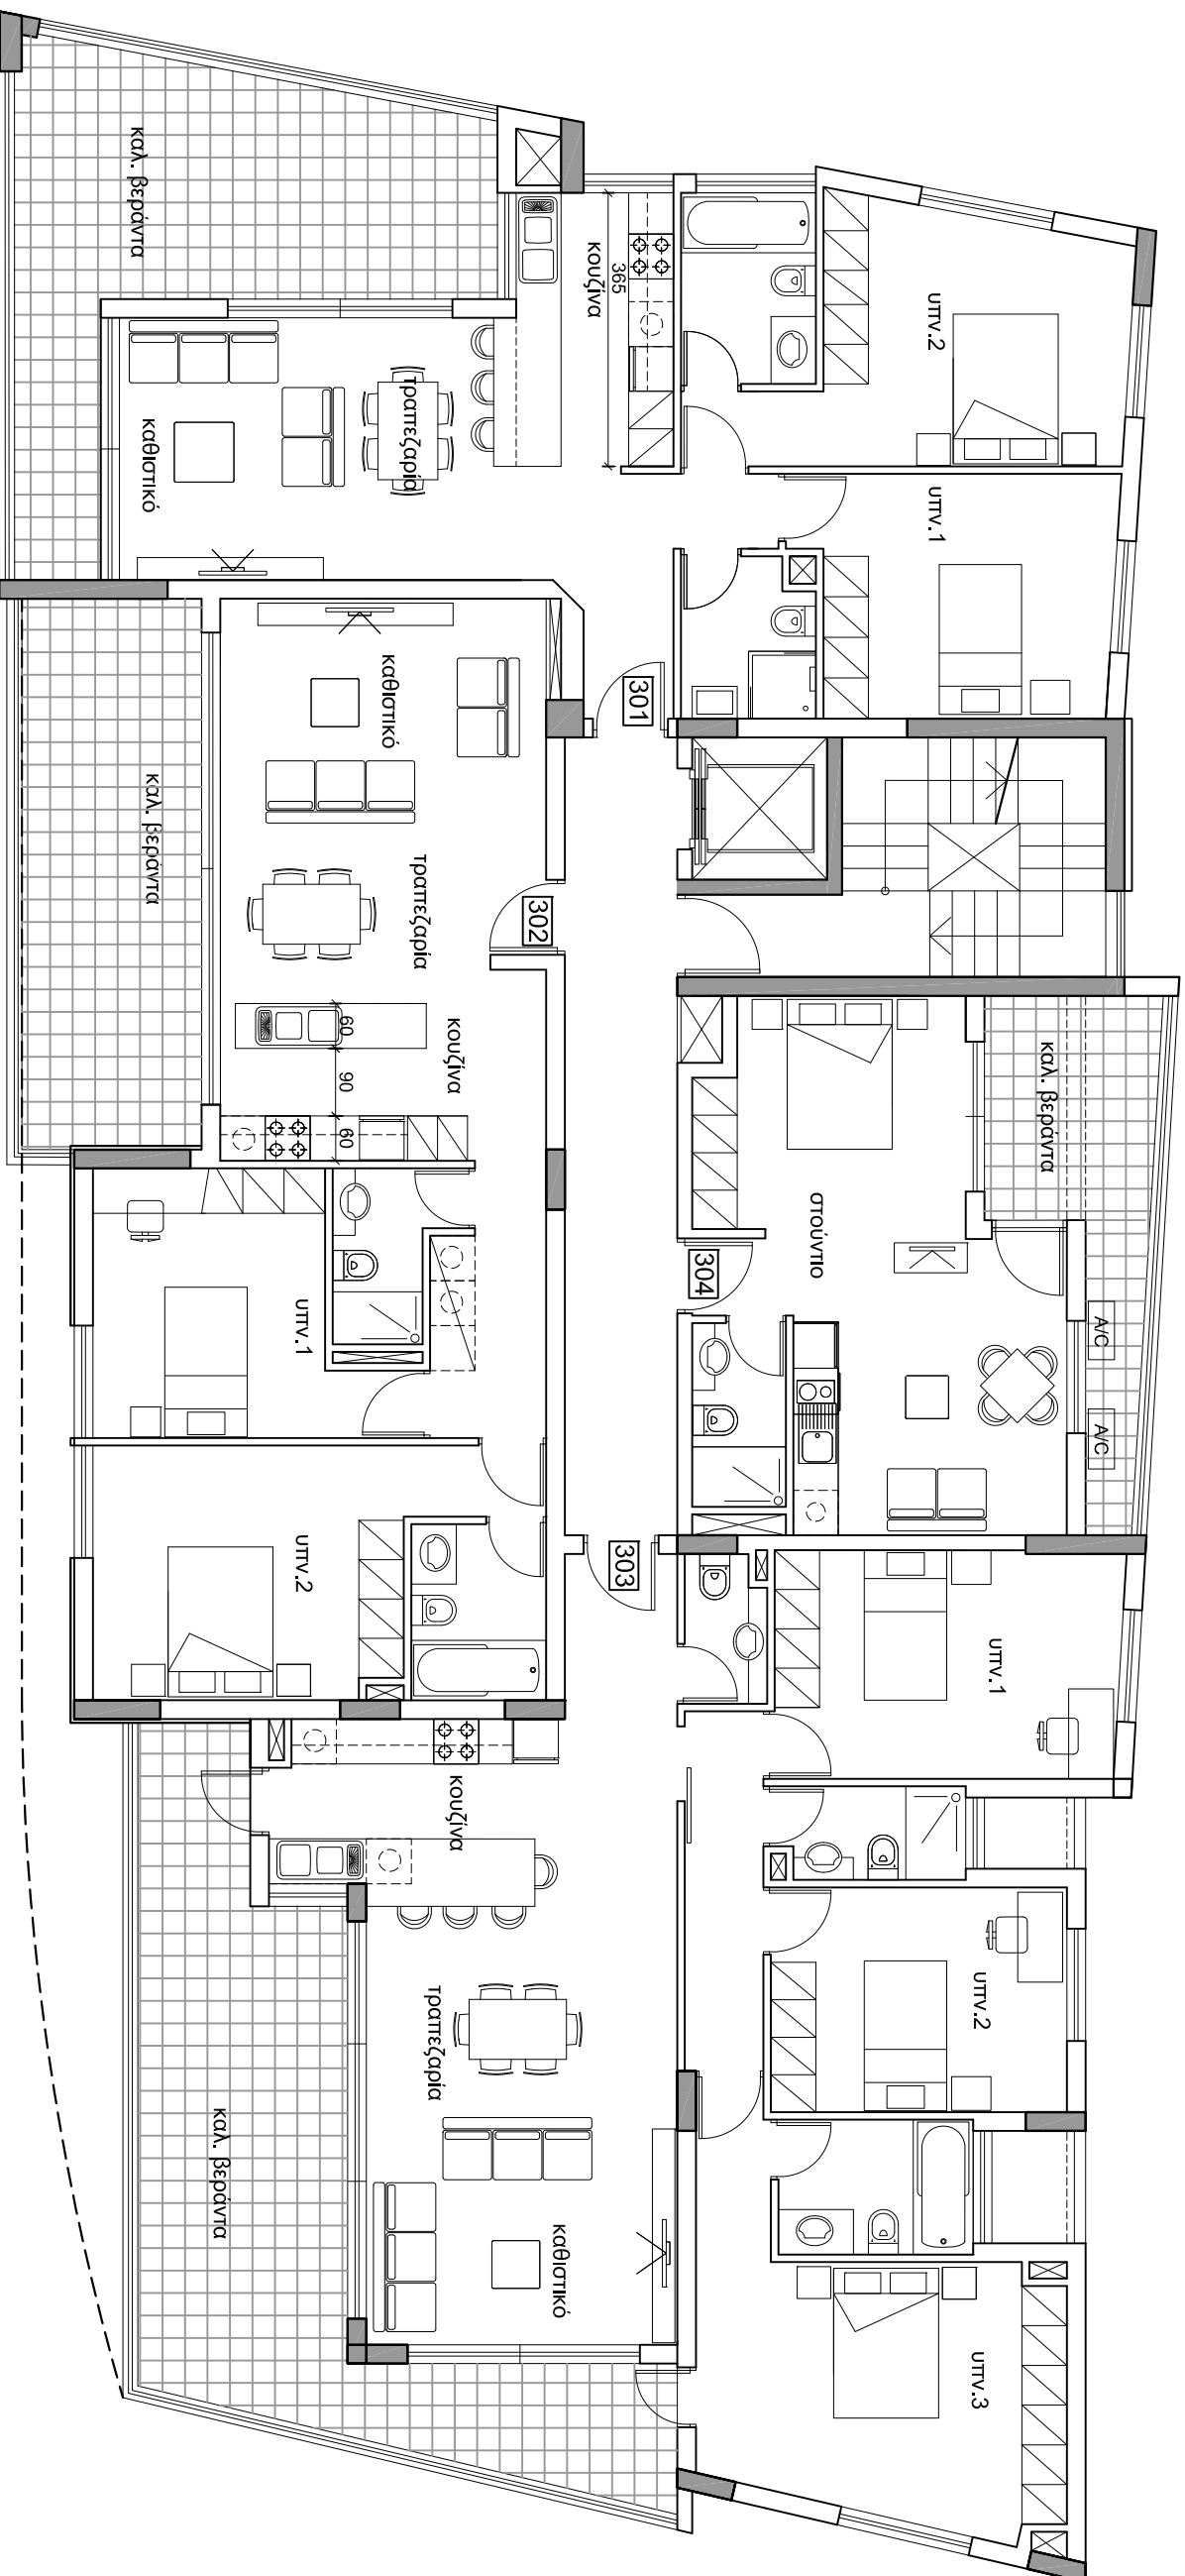 καλ. βεράντα
κουζίνα
365
υπν.2
τραπεζαρία
καθιστικό
υπν.1
301
καθιστικό
καλ. βεράντα
τραπεζαρία
302
κουζίνα
60
90
60
καλ. βεράντα
στούντιο
304
A/C
A/C
υπν.1
υπν.2
303
υπν.1
κουζίνα
υπν.2
τραπεζαρία
καλ. βεράντα
καθιστικό
υπν.3